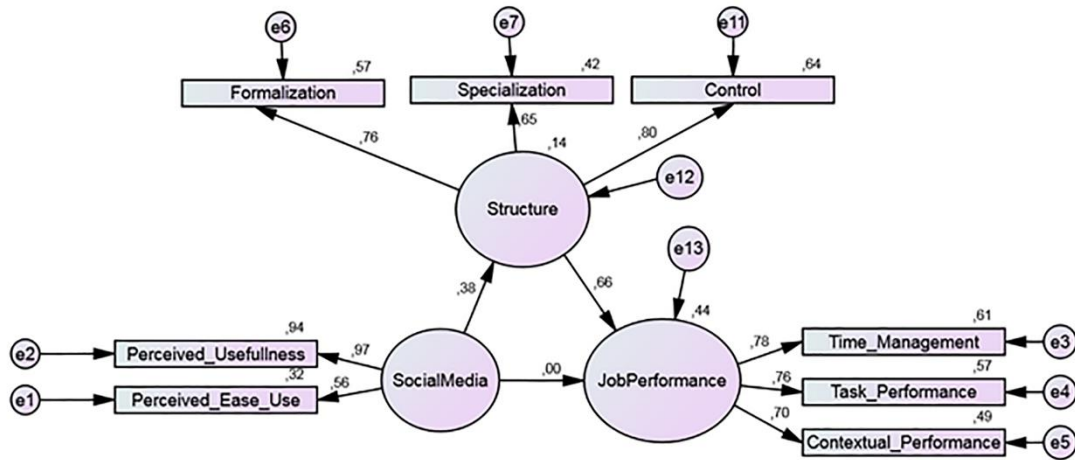 e6
e7
e11
,57
,42
,64
Formalization
Specialization
Control
,76
,65
,80
,14
e12
Structure
e13
,38
,66
,44
,94
,61
e2
Perceived_Usefullness
,97
,78
Time_Management
e3
,32
SocialMedia
,00
JobPerformance
,57
e1
Perceived_Ease_Use
,56
,76
Task_Performance
e4
,70
,49
Contextual_Performance
e5